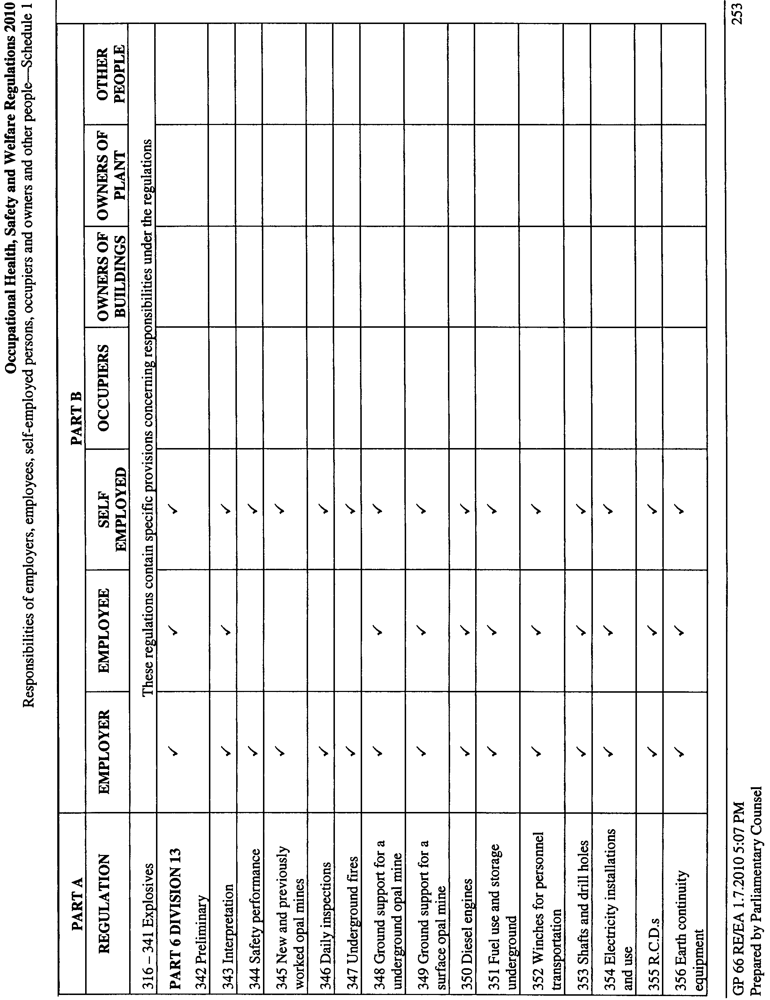 Occupational Health, Safety and Welfare Regulations 2010
Responsibilities of employers, employees, self-employed persons, occupiers and owners and other people—Schedule 1
PART A
PART B
REGULATION
EMPLOYER
EMPLOYEE
SELF
EMPLOYED
OCCUPIERS
OWNERS OF
BUILDINGS
OWNERS OF
PLANT
OTHER
PEOPLE
316 – 341 Explosives
These regulations contain specific provisions concerning responsibilities under the regulations
PART 6 DIVISION 13 ✓ ✓ ✓
342 Preliminary
343 Interpretation ✓ ✓ ✓
344 Safety performance ✓ ✓
345 New and previously ✓ ✓
worked opal mines
346 Daily inspections ✓ ✓
347 Underground fires ✓ ✓
348 Ground support for a ✓ ✓ ✓
underground opal mine
349 Ground support for a ✓ ✓ ✓
surface opal mine
350 Diesel engines ✓ ✓ ✓
351 Fuel use and storage ✓ ✓ ✓
underground
352 Winches for personnel ✓ ✓ ✓
transportation
353 Shafts and drill holes ✓ ✓ ✓
354 Electricity installations ✓ ✓ ✓
and use
355 R.C.D.s ✓ ✓ ✓
356 Earth continuity ✓ ✓ ✓
equipment
GP 66 RE/EA 1.7.2010 5:07 PM
253
Prepared by Parliamentary Counsel